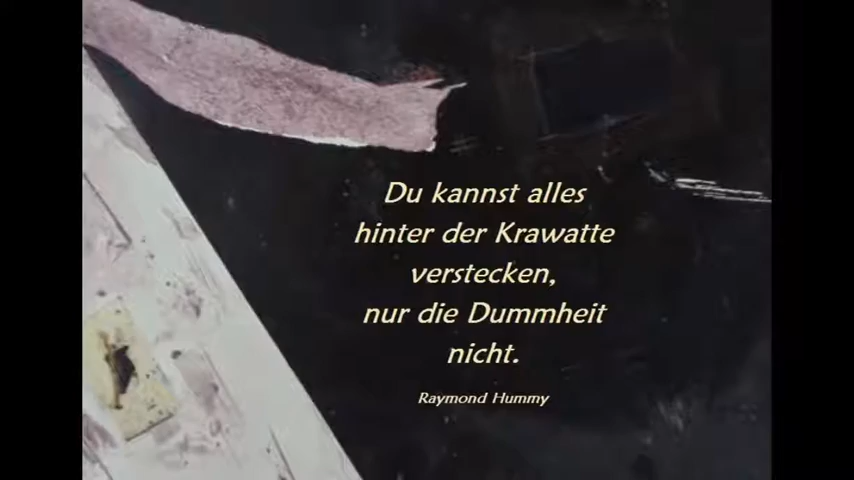 Du kannst alles
hinter der Krawatte
verstecken,
nur die Dummheit
nicht.
Raymond Hummy